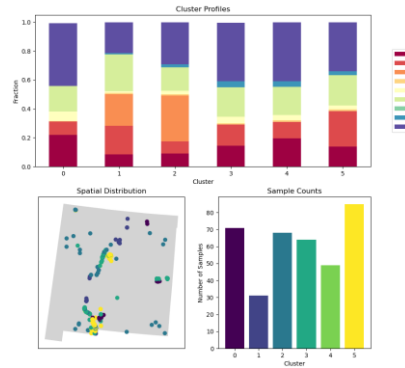 Cluster Profiles
1.0
0.8
0.6
0.4
0.2
0.0
Fraction
0 1 2 3 4 5
Cluster
Spatial Distribution
Sample Counts
80
70
60
50
40
30
20
10
0
Number of Samples
0 1 2 3 4 5
Cluster